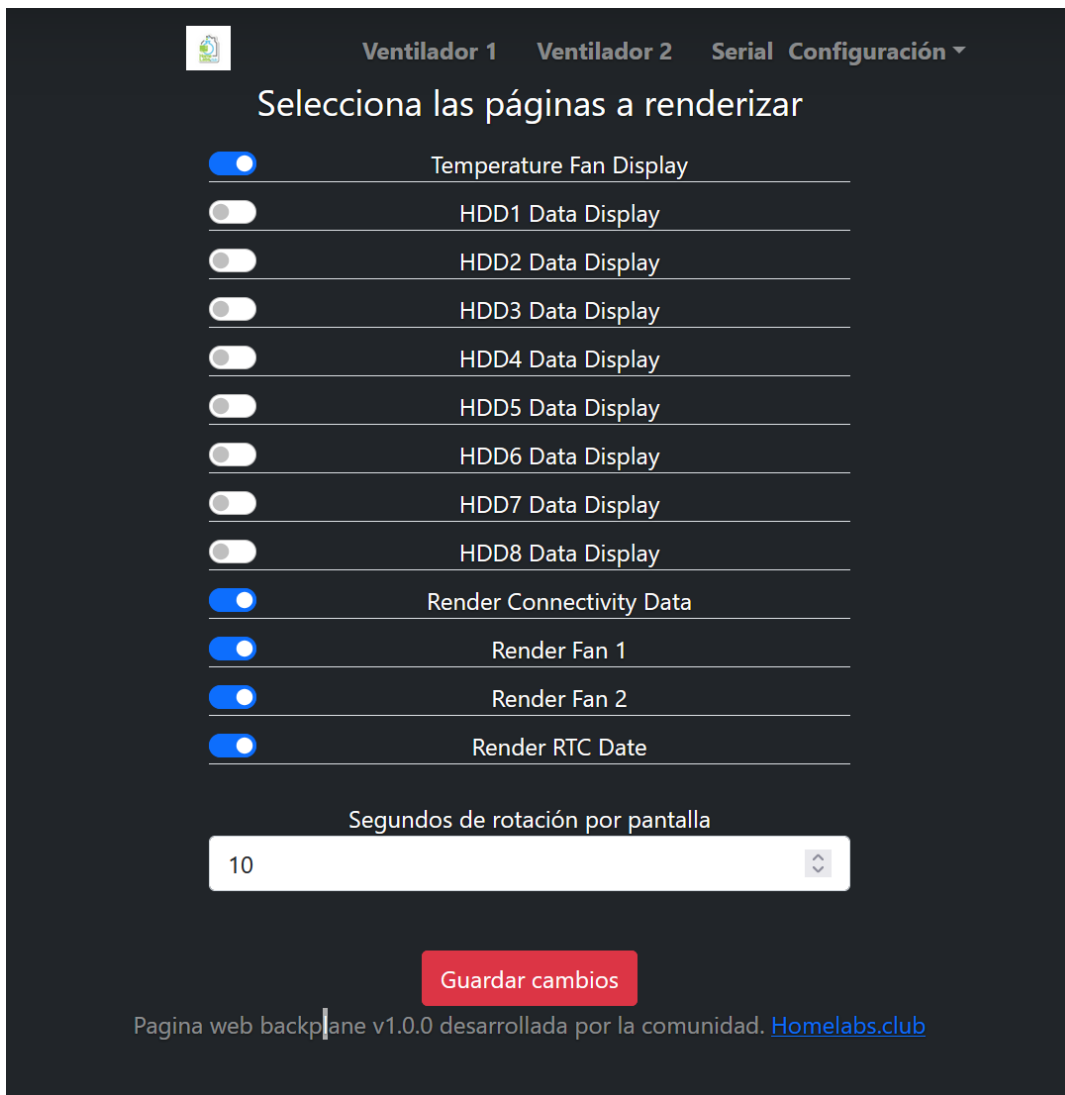 Ventilador 1 Ventilador 2 Serial Configuración
Selecciona las páginas a renderizar
Temperature Fan Display
HDD1 Data Display
HDD2 Data Display
HDD3 Data Display
HDD4 Data Display
HDD5 Data Display
HDD6 Data Display
HDD7 Data Display
HDD8 Data Display
Render Connectivity Data
Render Fan 1
Render Fan 2
Render RTC Date
Segundos de rotación por pantalla
10
Guardar cambios
Pagina web backplane v1.0.0 desarrollada por la comunidad. Homelabs.club